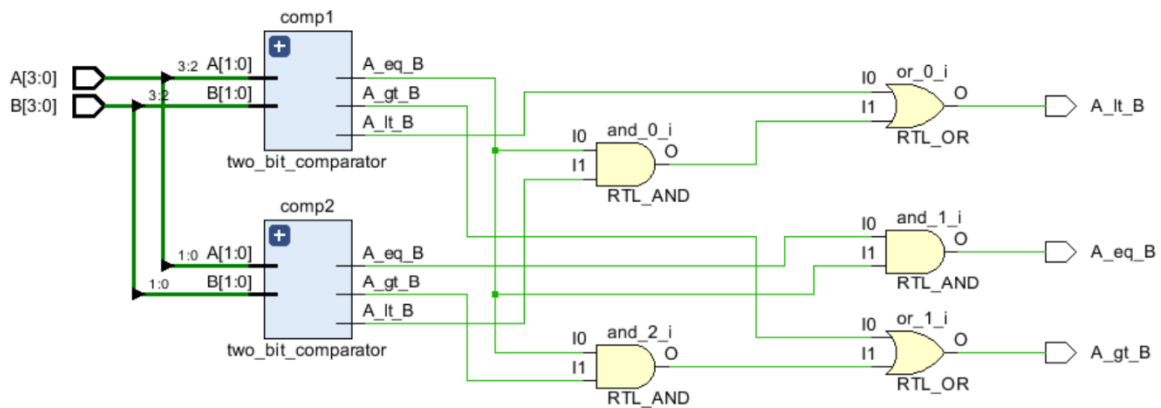 comp1
A[3:0]
3:2
A[1:0]
A_eq_B
B[3:0]
3:2
B[1:0]
A_gt_B
A_lt_B
two_bit_comparator
comp2
1:0
A[1:0]
A_eq_B
1:0
B[1:0]
A_gt_B
A_lt_B
two_bit_comparator
and_0_i
I0
I1
O
RTL_AND
and_2_i
I0
I1
O
RTL_AND
or_0_i
I0
I1
O
RTL_OR
A_lt_B
and_1_i
I0
I1
O
RTL_AND
A_eq_B
or_1_i
I0
I1
O
RTL_OR
A_gt_B